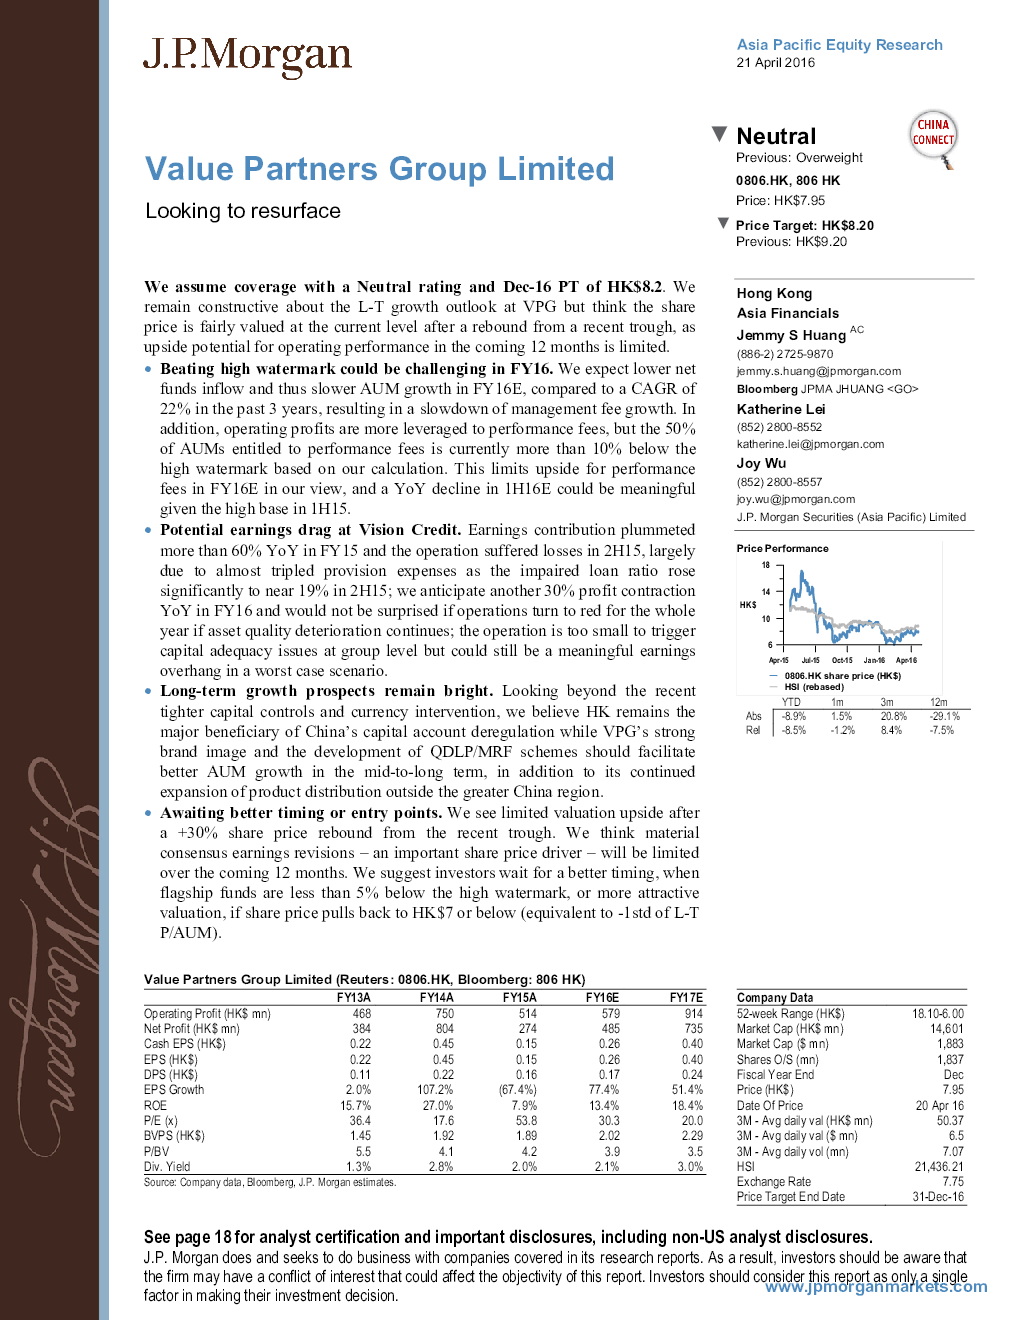 J.P.Morgan
Asia Pacific Equity Research
21 April 2016
Value Partners Group Limited
Looking to resurface
Neutral
Previous: Overweight
0806.HK, 806 HK
Price: HK$7.95
Price Target: HK$8.20
Previous: HK$9.20
CHINA
CONNECT
We assume coverage with a Neutral rating and Dec-16 PT of HK$8.2. We
remain constructive about the L-T growth outlook at VPG but think the share
price is fairly valued at the current level after a rebound from a recent trough, as
upside potential for operating performance in the coming 12 months is limited.
• Beating high watermark could be challenging in FY16. We expect lower net
funds inflow and thus slower AUM growth in FY16E, compared to a CAGR of
22% in the past 3 years, resulting in a slowdown of management fee growth. In
addition, operating profits are more leveraged to performance fees, but the 50%
of AUMs entitled to performance fees is currently more than 10% below the
high watermark based on our calculation. This limits upside for performance
fees in FY16E in our view, and a YoY decline in 1H16E could be meaningful
given the high base in 1H15.
• Potential earnings drag at Vision Credit. Earnings contribution plummeted
more than 60% YoY in FY15 and the operation suffered losses in 2H15, largely
due to almost tripled provision expenses as the impaired loan ratio rose
significantly to near 19% in 2H15; we anticipate another 30% profit contraction
YoY in FY16 and would not be surprised if operations turn to red for the whole
year if asset quality deterioration continues; the operation is too small to trigger
capital adequacy issues at group level but could still be a meaningful earnings
overhang in a worst case scenario.
• Long-term growth prospects remain bright. Looking beyond the recent
tighter capital controls and currency intervention, we believe HK remains the
major beneficiary of China's capital account deregulation while VPG's strong
brand image and the development of QDLP/MRF schemes should facilitate
better AUM growth in the mid-to-long term, in addition to its continued
expansion of product distribution outside the greater China region.
• Awaiting better timing or entry points. We see limited valuation upside after
a +30% share price rebound from the recent trough. We think material
consensus earnings revisions – an important share price driver – will be limited
over the coming 12 months. We suggest investors wait for a better timing, when
flagship funds are less than 5% below the high watermark, or more attractive
valuation, if share price pulls back to HK$7 or below (equivalent to -1std of L-T
P/AUM).
Hong Kong
Asia Financials
Jemmy S Huang AC
(886-2) 2725-9870
jemmy.s.huang@jpmorgan.com
Bloomberg JPMA JHUANG <GO>
Katherine Lei
(852) 2800-8552
katherine.lei@jpmorgan.com
Joy Wu
(852) 2800-8557
joy.wu@jpmorgan.com
J.P. Morgan Securities (Asia Pacific) Limited
Price Performance
18
14
HK$
10
6
Apr-15 Jul-15 Oct-15 Jan-16 Apr-16
0806.HK share price (HK$)
HSI (rebased)
YTD 1m 3m 12m
Abs -8.9% 1.5% 20.8% -29.1%
Rel -8.5% -1.2% 8.4% -7.5%
J.P.Morgan
Value Partners Group Limited (Reuters: 0806.HK, Bloomberg: 806 HK)
FY13A FY14A FY15A FY16E FY17E
Operating Profit (HK$ mn) 468 750 514 579 914
Net Profit (HK$ mn) 384 804 274 485 735
Cash EPS (HK$) 0.22 0.45 0.15 0.26 0.40
EPS (HK$) 0.22 0.45 0.15 0.26 0.40
DPS (HK$) 0.11 0.22 0.16 0.17 0.24
EPS Growth 2.0% 107.2% (67.4%) 77.4% 51.4%
ROE 15.7% 27.0% 7.9% 13.4% 18.4%
P/E (x) 36.4 17.6 53.8 30.3 20.0
BVPS (HK$) 1.45 1.92 1.89 2.02 2.29
P/BV 5.5 4.1 4.2 3.9 3.5
Div. Yield 1.3% 2.8% 2.0% 2.1% 3.0%
Source: Company data, Bloomberg, J.P. Morgan estimates.
Company Data
52-week Range (HK$) 18.10-6.00
Market Cap (HK$ mn) 14,601
Market Cap ($ mn) 1,883
Shares O/S (mn) 1,837
Fiscal Year End Dec
Price (HK$) 7.95
Date Of Price 20 Apr 16
3M - Avg daily val (HK$ mn) 50.37
3M - Avg daily val ($ mn) 6.5
3M - Avg daily vol (mn) 7.07
HSI 21,436.21
Exchange Rate 7.75
Price Target End Date 31-Dec-16
See page 18 for analyst certification and important disclosures, including non-US analyst disclosures.
J.P. Morgan does and seeks to do business with companies covered in its research reports. As a result, investors should be aware that
the firm may have a conflict of interest that could affect the objectivity of this report. Investors should consider this report as only a single
factor in making their investment decision.
www.jpmorganmarkets.com